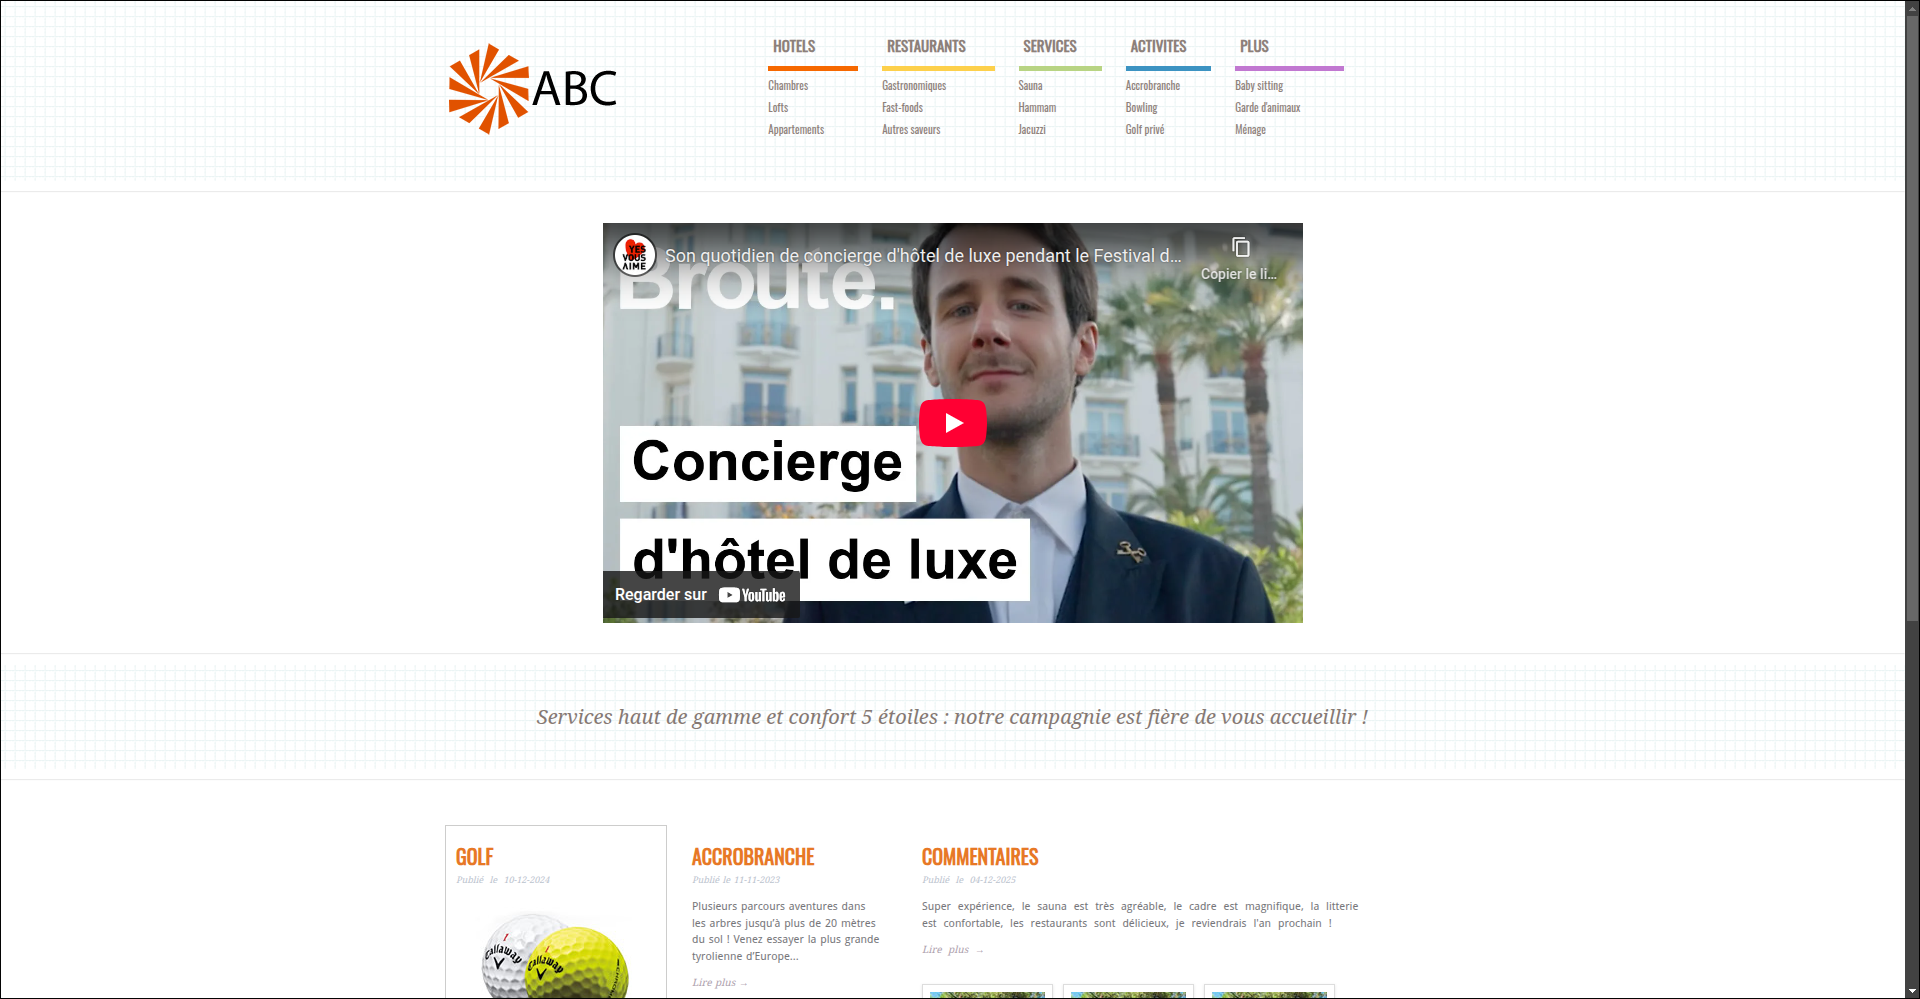 ABC
HOTELS
Chambres
Lofts
Appartements
RESTAURANTS
Gastronomiques
Fast-foods
Autres saveurs
SERVICES
Sauna
Hammam
Jacuzzi
ACTIVITES
Accrobranche
Bowling
Golf privé
PLUS
Baby sitting
Garde d'animaux
Ménage
YES VOUS AIME
Son quotidien de concierge d'hôtel de luxe pendant le Festival d...
Copier le li...
Broute.
Concierge
d'hôtel de luxe
Regarder sur YouTube
Services haut de gamme et confort 5 étoiles : notre campagnie est fière de vous accueillir !
GOLF
Publié le 10-12-2024
Callaway
Callaway
ACCROBRANCHE
Publié le 11-11-2023
Plusieurs parcours aventures dans
les arbres jusqu'à plus de 20 mètres
du sol ! Venez essayer la plus grande
tyrolienne d'Europe...
Lire plus →
COMMENTAIRES
Publié le 04-12-2025
Super expérience, le sauna est très agréable, le cadre est magnifique, la litterie
est confortable, les restaurants sont délicieux, je reviendrais l'an prochain !
Lire plus →